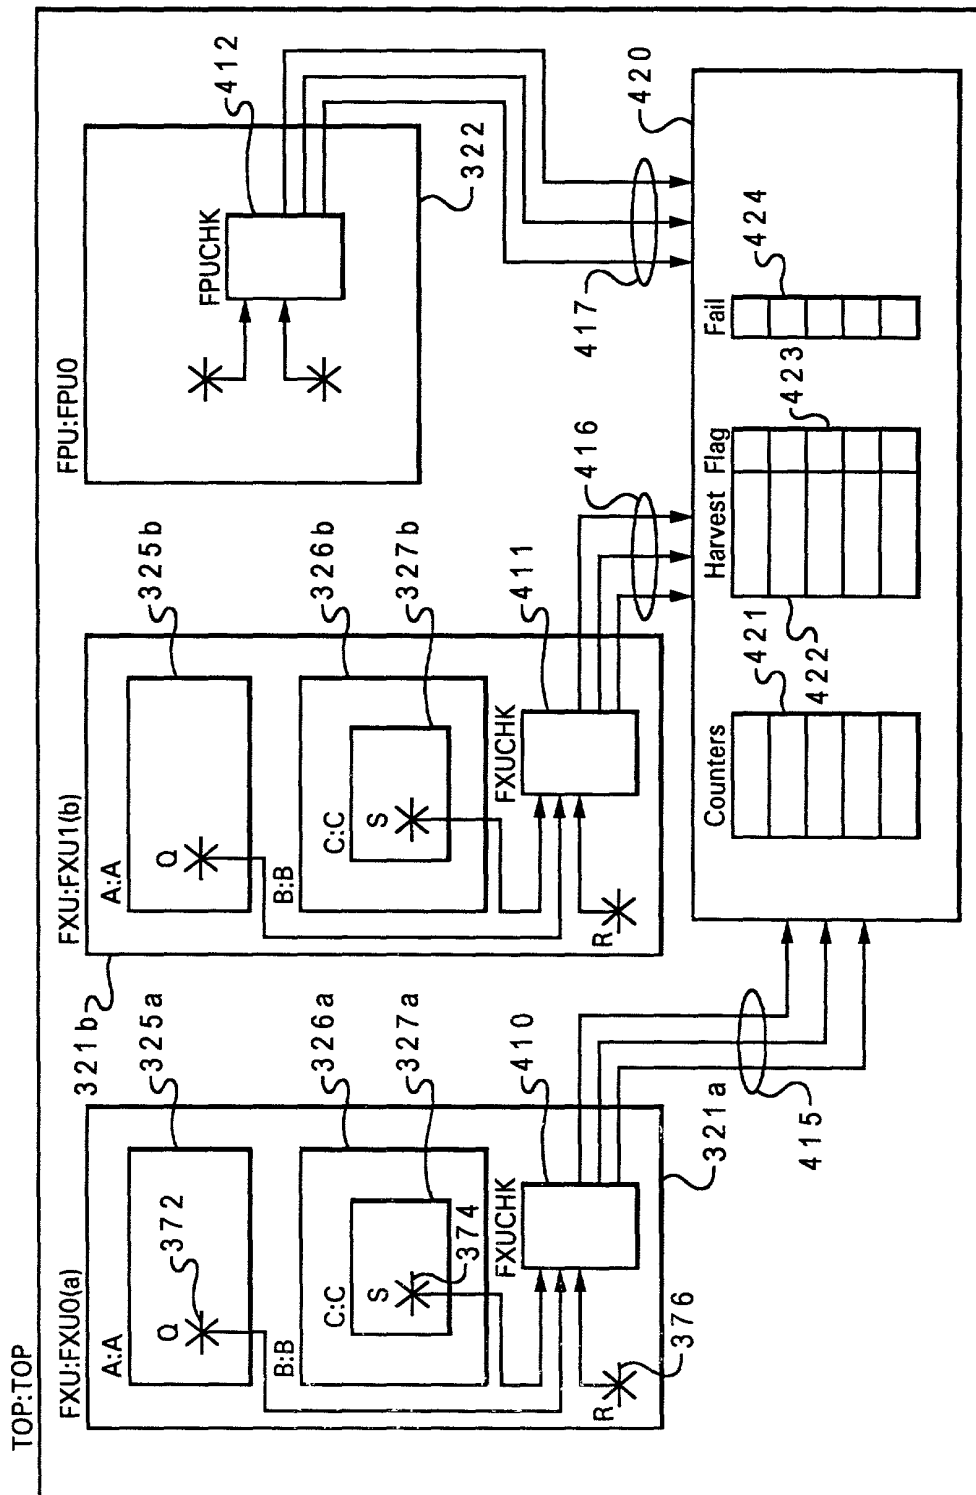 TOP:TOP
FXU:FXU0(a)
A:A
Q
372
325a
B:B
C:C
S
374
326a
327a
FXUCHK
410
R
376
321a
415
321b
FXU:FXU1(b)
A:A
Q
325b
B:B
C:C
S
326b
327b
FXUCHK
411
R
416
FPU:FPU0
FPUCHK
412
322
417
420
Counters
421
Harvest
Flag
422
423
Fail
424